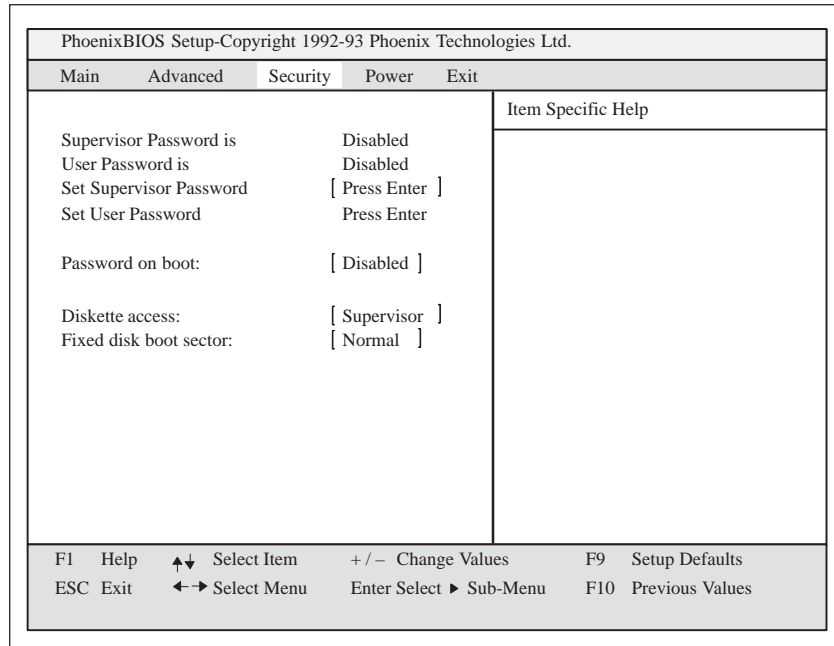 PhoenixBIOS Setup-Copyright 1992-93 Phoenix Technologies Ltd.
Main Advanced Security Power Exit
Item Specific Help
Supervisor Password is Disabled
User Password is Disabled
Set Supervisor Password [ Press Enter ]
Set User Password Press Enter
Password on boot: [ Disabled ]
Diskette access: [ Supervisor ]
Fixed disk boot sector: [ Normal ]
F1 Help ▲▼ Select Item + / – Change Values F9 Setup Defaults
ESC Exit ←→ Select Menu Enter Select ▶ Sub-Menu F10 Previous Values